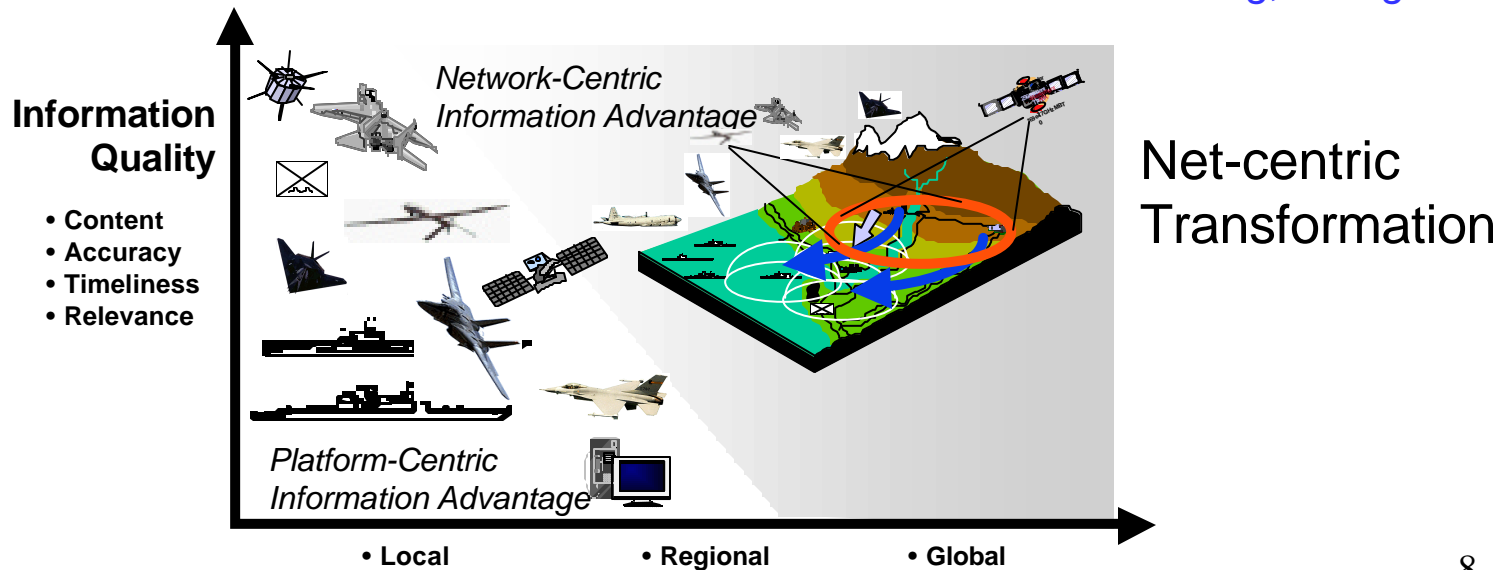 Network-Centric
Information Advantage
Information
Quality
• Content
• Accuracy
• Timeliness
• Relevance
Net-centric
Transformation
Platform-Centric
Information Advantage
• Local
• Regional
• Global
8